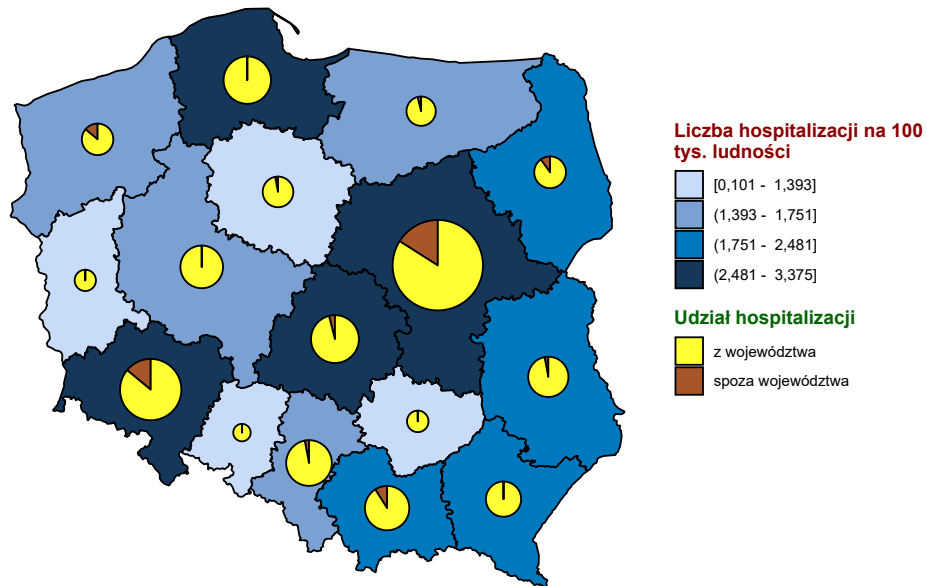 Liczba hospitalizacji na 100
tys. ludności
[0,101 - 1,393]
(1,393 - 1,751]
(1,751 - 2,481]
(2,481 - 3,375]
Udział hospitalizacji
z województwa
spoza województwa